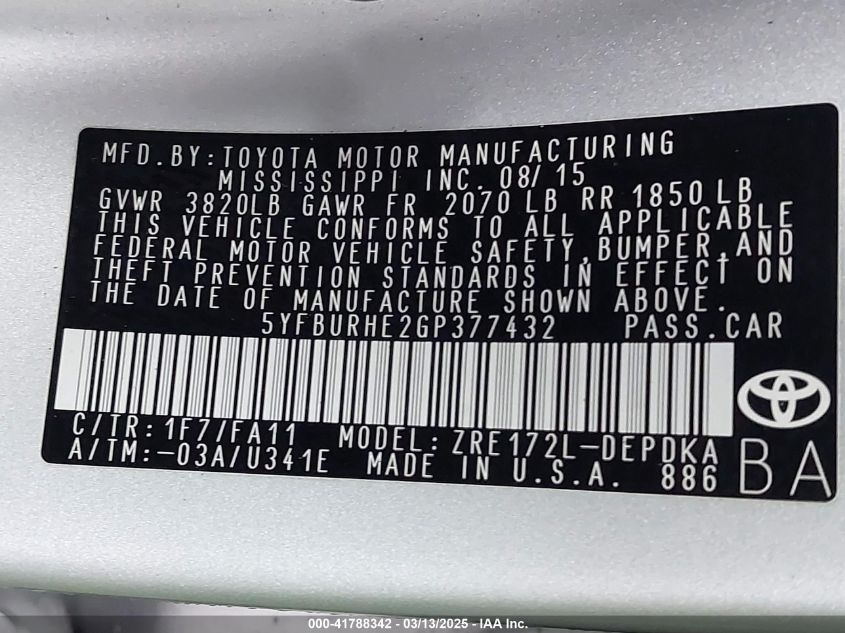 MFD.BY:TOYOTA MOTOR MANUFACTURING
MISSISSIPPI INC. 08/15
GVWR 3820LB GAWR FR 2070 LB RR 1850 LB
THIS VEHICLE CONFORMS TO ALL APPLICABLE
FEDERAL MOTOR VEHICLE SAFETY,BUMPER,AND
THEFT PREVENTION STANDARDS IN EFFECT ON
THE DATE OF MANUFACTURE SHOWN ABOVE.
5YFBURHE2GP377432 PASS.CAR
C/TR:1F7/FA11 MODEL:ZRE172L-DEPDKA
A/TM:-03A/U341E MADE IN U.S.A. 886
BA
000-41788342 - 03/13/2025 - IAA Inc.